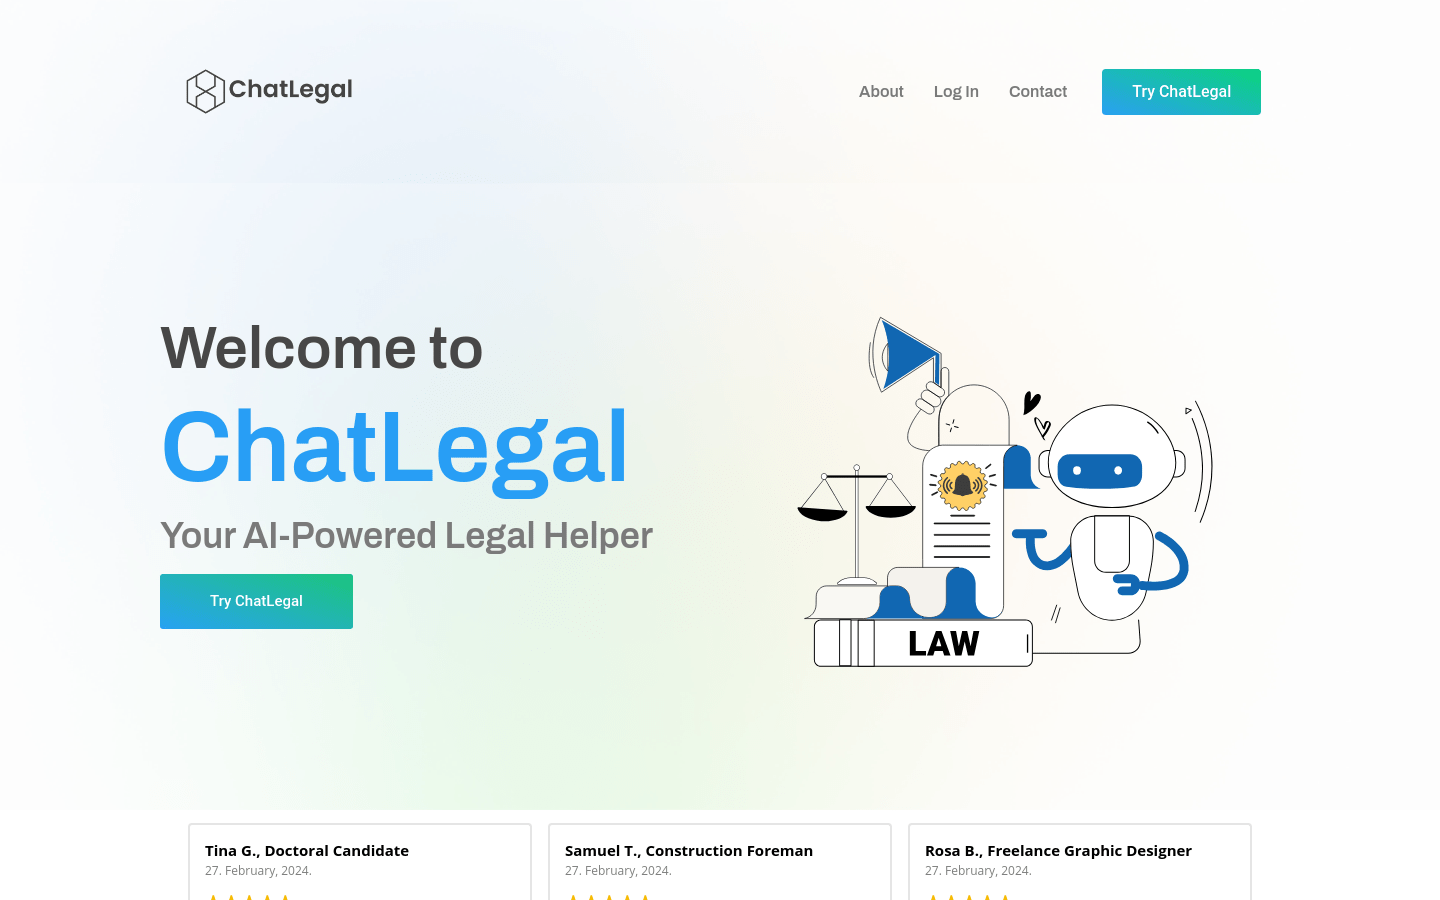 ChatLegal
About
Log In
Contact
Try ChatLegal
Welcome to
ChatLegal
Your AI-Powered Legal Helper
Try ChatLegal
LAW
Tina G., Doctoral Candidate
27. February, 2024.
Samuel T., Construction Foreman
27. February, 2024.
Rosa B., Freelance Graphic Designer
27. February, 2024.